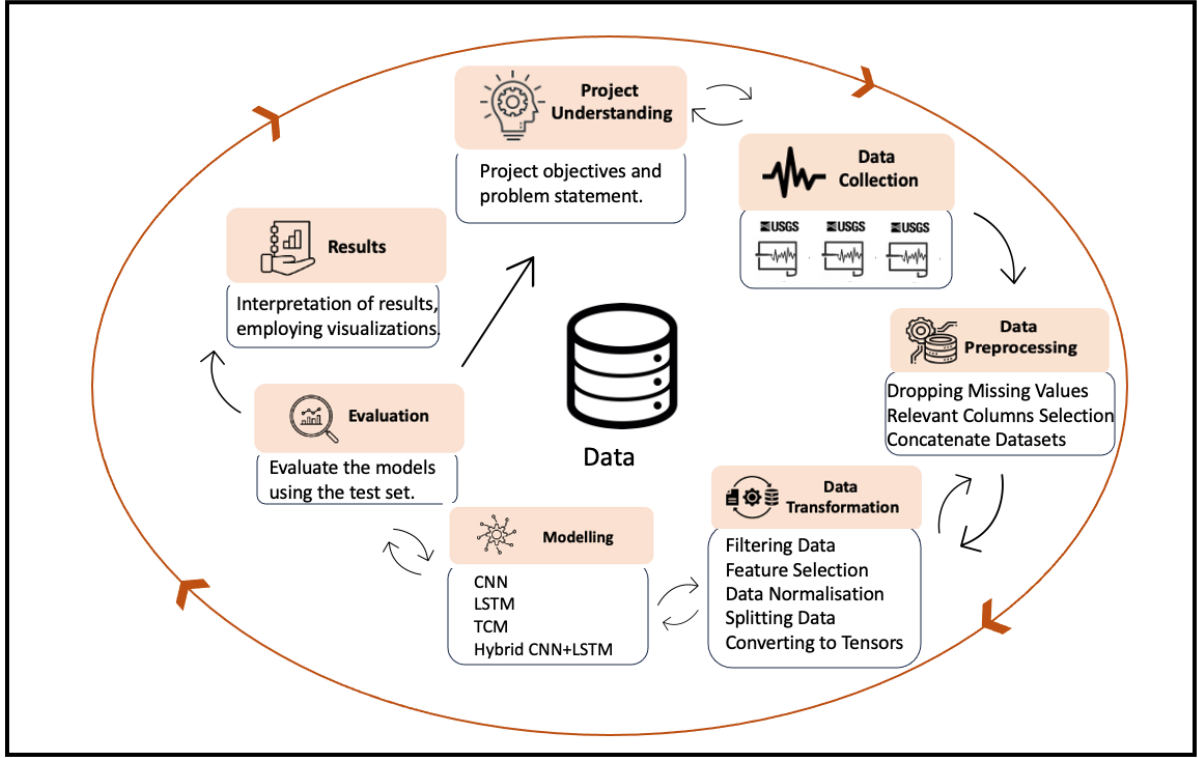 Project
Understanding
Project objectives and
problem statement.
Data
Collection
USGS USGS USGS
Data
Preprocessing
Dropping Missing Values
Relevant Columns Selection
Concatenate Datasets
Data
Transformation
Filtering Data
Feature Selection
Data Normalisation
Splitting Data
Converting to Tensors
Modelling
CNN
LSTM
TCM
Hybrid CNN+LSTM
Evaluation
Evaluate the models
using the test set.
Results
Interpretation of results,
employing visualizations.
Data